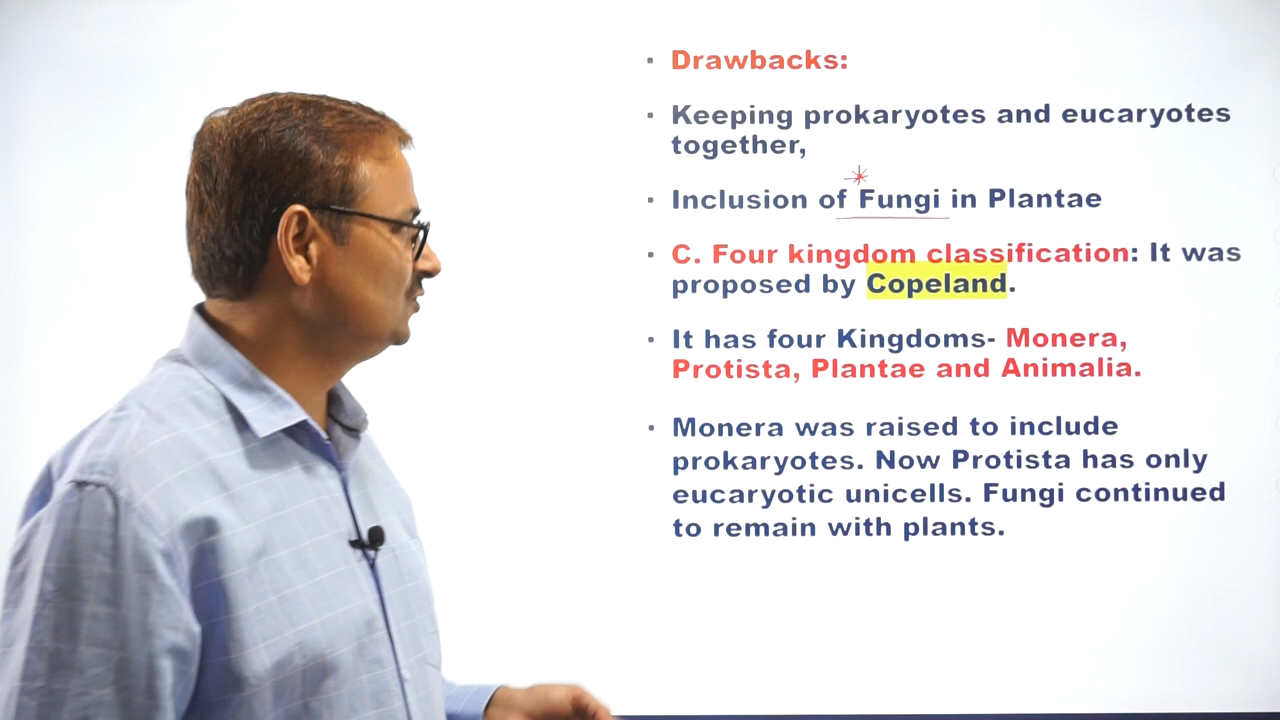 Drawbacks:
Keeping prokaryotes and eucaryotes
together,
Inclusion of Fungi in Plantae
C. Four kingdom classification: It was
proposed by Copeland.
It has four Kingdoms- Monera,
Protista, Plantae and Animalia.
Monera was raised to include
prokaryotes. Now Protista has only
eucaryotic unicells. Fungi continued
to remain with plants.